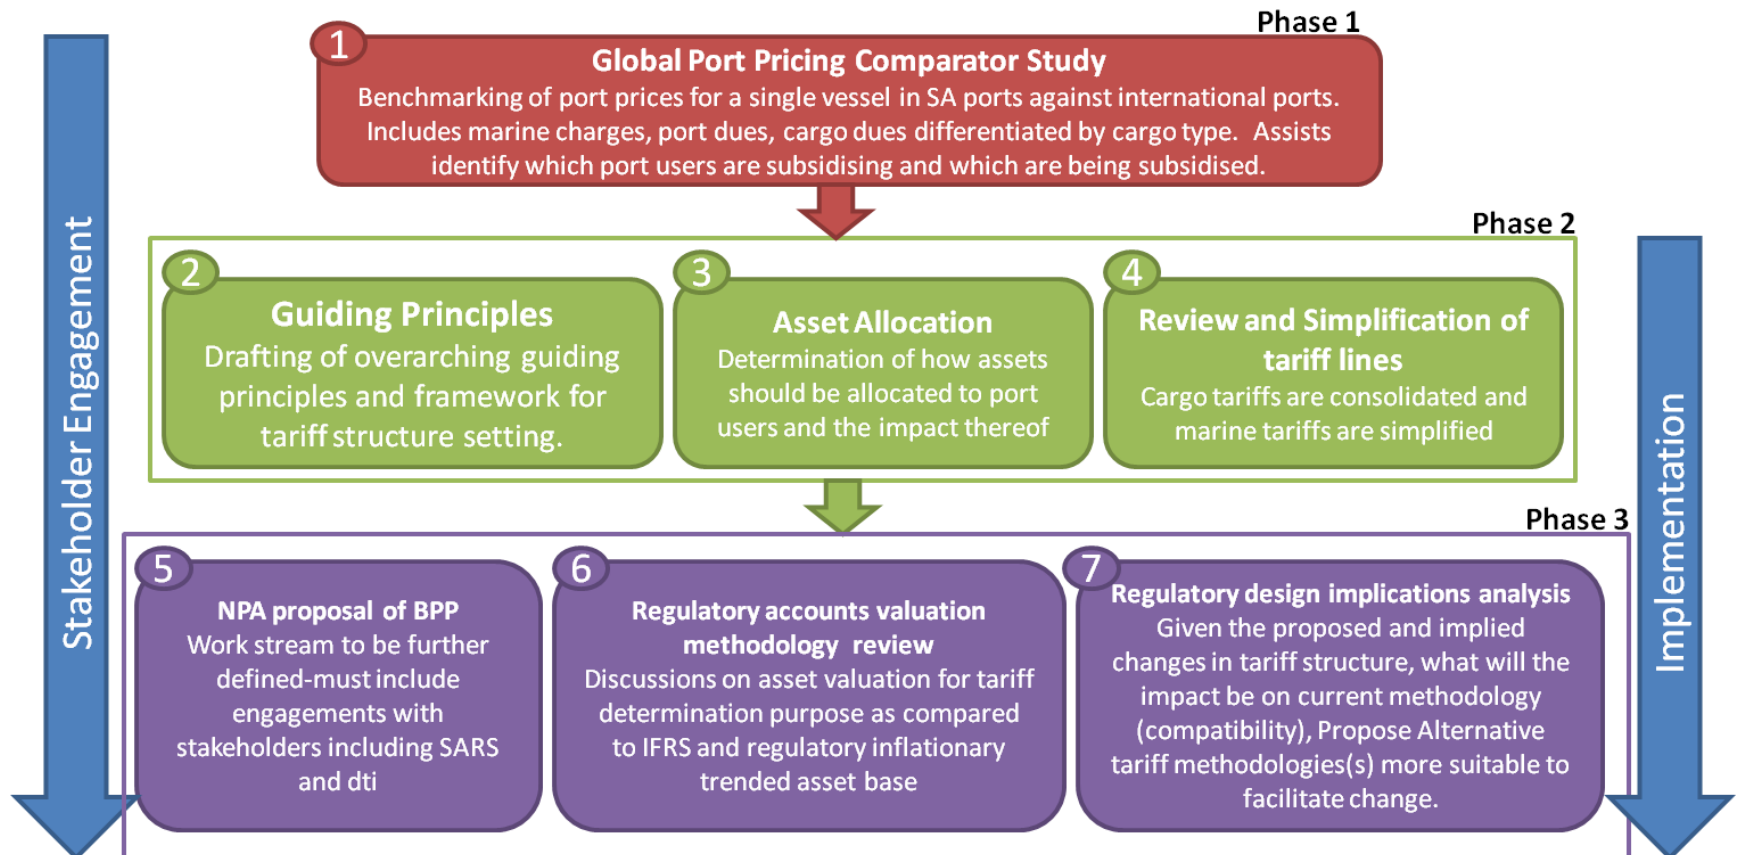 Phase 1
1
Global Port Pricing Comparator Study
Benchmarking of port prices for a single vessel in SA ports against international ports.
Includes marine charges, port dues, cargo dues differentiated by cargo type. Assists
identify which port users are subsidising and which are being subsidised.
Stakeholder Engagement
Phase 2
2
Guiding Principles
Drafting of overarching guiding
principles and framework for
tariff structure setting.
3
Asset Allocation
Determination of how assets
should be allocated to port
users and the impact thereof
4
Review and Simplification of
tariff lines
Cargo tariffs are consolidated and
marine tariffs are simplified
Implementation
Phase 3
5
NPA proposal of BPP
Work stream to be further
defined-must include
engagements with
stakeholders including SARS
and dti
6
Regulatory accounts valuation
methodology review
Discussions on asset valuation for tariff
determination purpose as compared
to IFRS and regulatory inflationary
trended asset base
7
Regulatory design implications analysis
Given the proposed and implied
changes in tariff structure, what will the
impact be on current methodology
(compatibility), Propose Alternative
tariff methodologies(s) more suitable to
facilitate change.